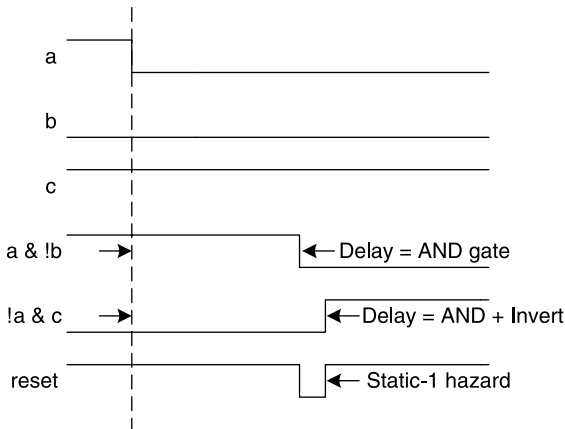 a
b
c
a & !b
Delay = AND gate
!a & c
Delay = AND + Invert
reset
Static-1 hazard